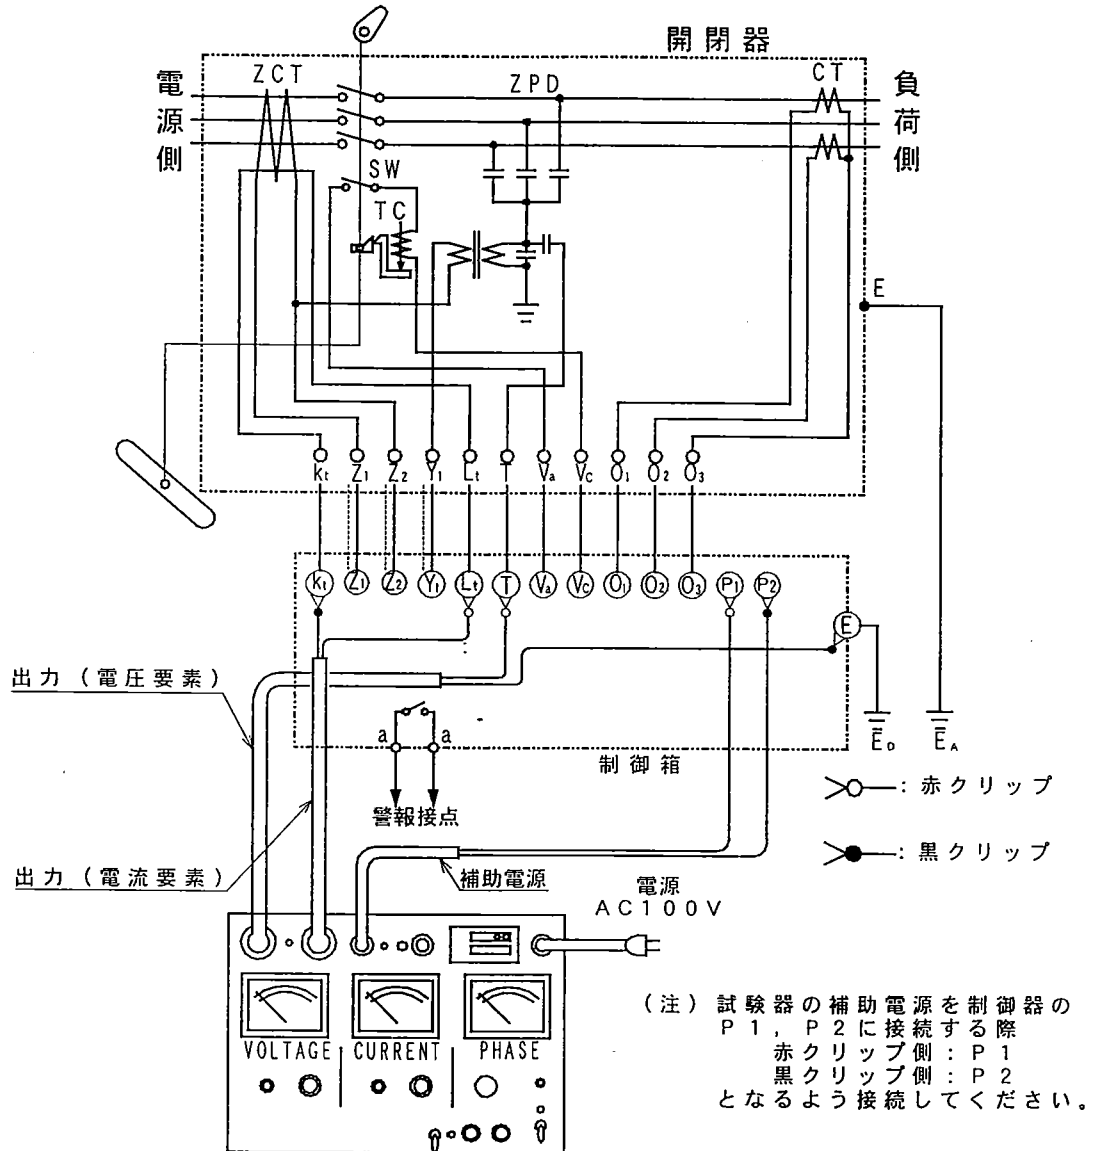 開閉器
電源側
ZCT
ZPD
CT
負荷側
SW
TC
E
Kt Z1 Z2 Y1 Lt T Va Vc O1 O2 O3
Kt Z1 Z2 Y1 Lt T Va Vc O1 O2 O3 P1 P2
E
出力(電圧要素)
a a
ED EA
制御箱
警報接点
:赤クリップ
:黒クリップ
出力(電流要素)
補助電源
電源
AC100V
VOLTAGE CURRENT PHASE
(注)試験器の補助電源を制御器の
P1,P2に接続する際
赤クリップ側:P1
黒クリップ側:P2
となるよう接続してください。